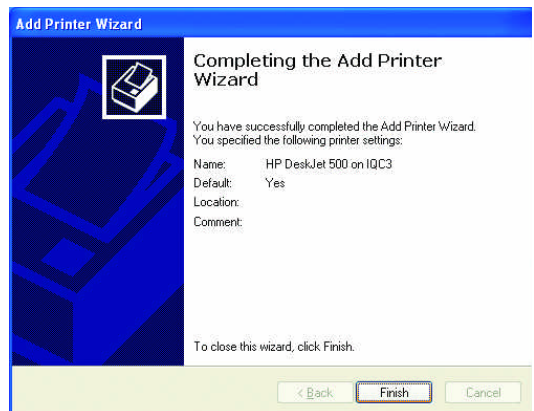 Add Printer Wizard
Completing the Add Printer
Wizard
You have successfully completed the Add Printer Wizard.
You specified the following printer settings:
Name: HP DeskJet 500 on IQC3
Default: Yes
Location:
Comment:
To close this wizard, click Finish.
< Back Finish Cancel